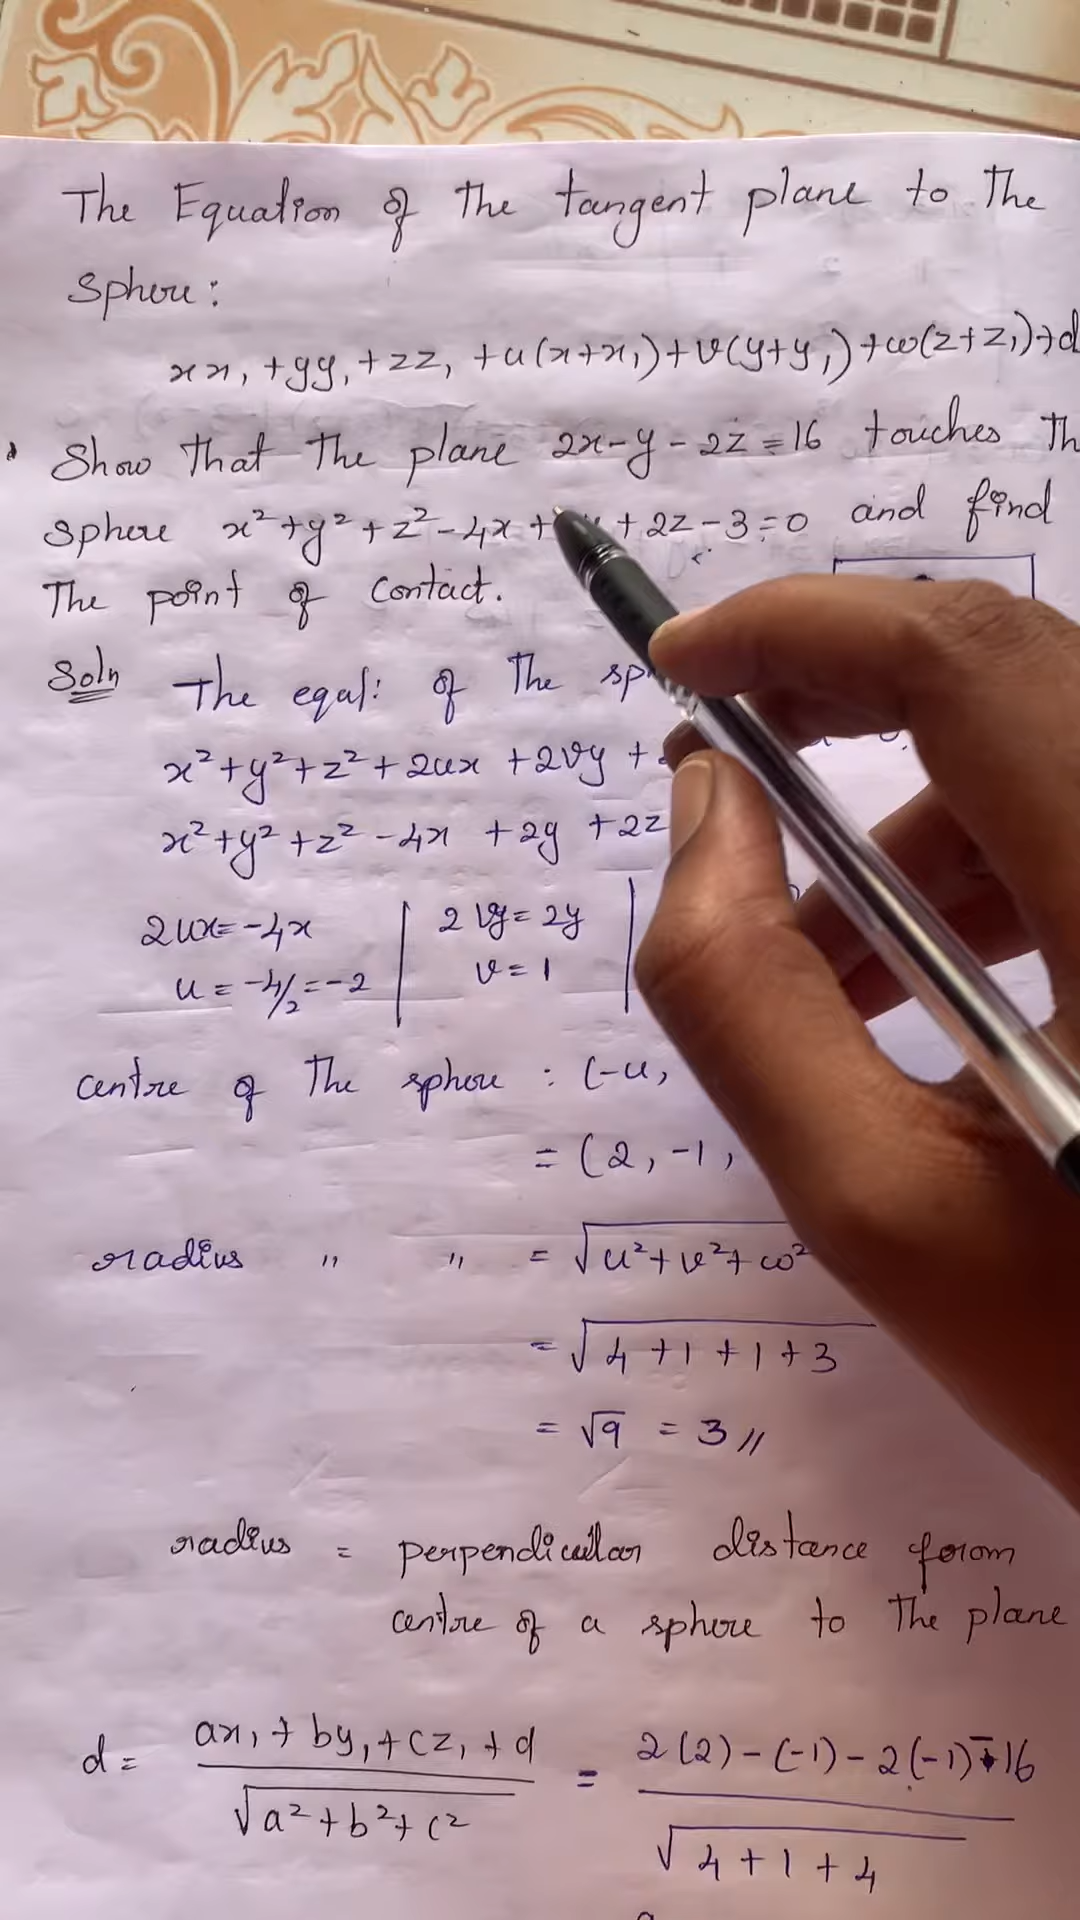 The Equation of the tangent plane to the
sphere:
xx₁ + yy₁ + zz₁ + u(x+x₁) + v(y+y₁) + w(z+z₁) + d
Show that the plane 2x - y - 2z = 16 touches Th
sphere x² + y² + z² - 4x + + 2z - 3 = 0 and find
The point of contact.
Soln The eqal: of the sp
x² + y² + z² + 2ux + 2vy +
x² + y² + z² - 4x + 2y + 2z
2ux = -4x | 2vy = 2y |
u = -4/2 = -2 | v = 1 |
centre of the sphere : (-u,
= (2, -1,
radius " " = √u² + v² + w²
= √4 + 1 + 1 + 3
= √9 = 3 //
radius = perpendicular distance from
centre of a sphere to the plane
d = ax₁ + by₁ + cz₁ + d / √a² + b² + c² = 2(2) - (-1) - 2(-1) - 16 / √4 + 1 + 4